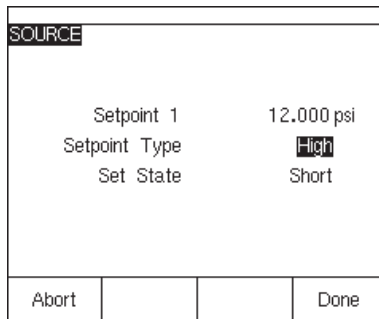 SOURCE
Setpoint 1 12.000 psi
Setpoint Type High
Set State Short
Abort Done